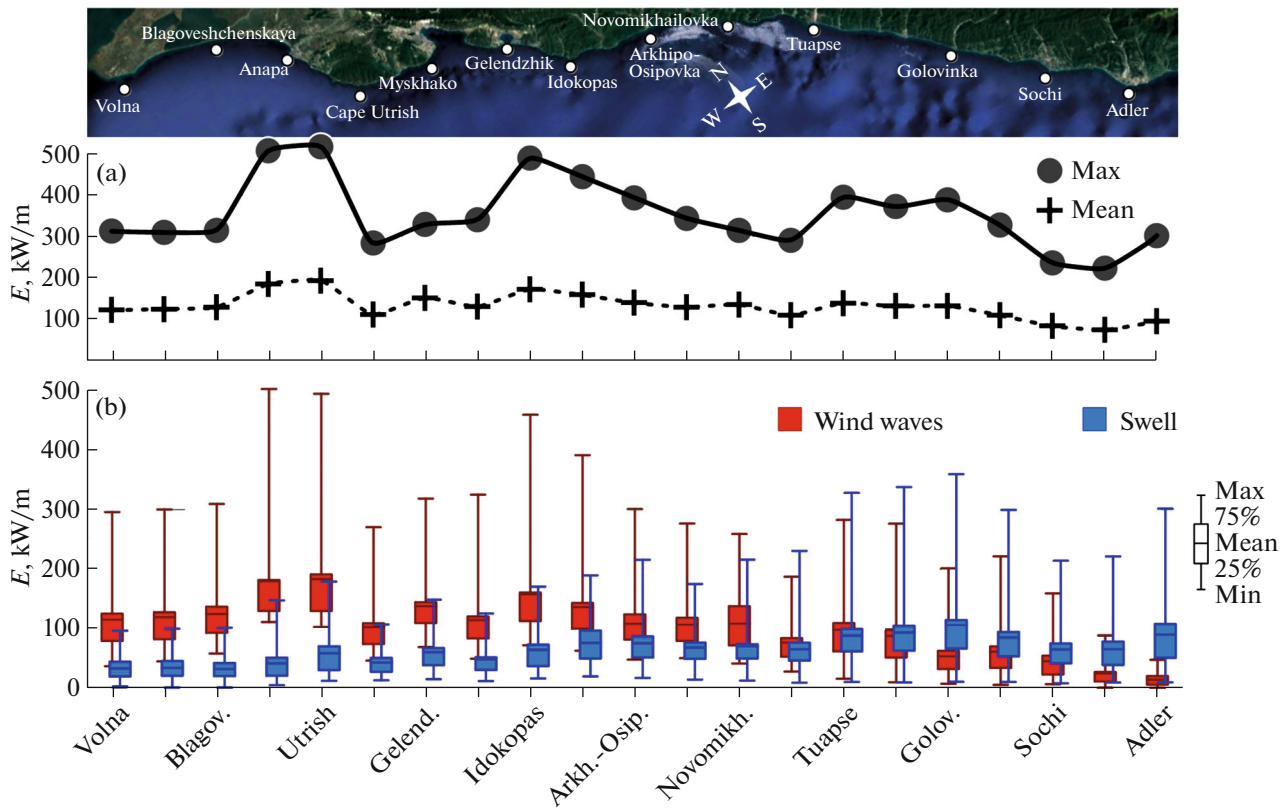 Novomikhailovka
Blagoveshchenskaya
Tuapse
Gelendzhik
Arkhipo-
Osipovka
Anapa
Myskhako
Idokopas
N
E
Golovinka
Volna
Cape Utrish
W
S
Sochi
Adler
(a)
Max
Mean
E, kW/m
500
400
300
200
100
(b)
Wind waves
Swell
E, kW/m
500
400
300
200
100
0
Max
75%
Mean
25%
Min
Volna
Blagov.
Utrish
Gelend.
Idokopas
Arkh.-Osip.
Novomikh.
Tuapse
Golov.
Sochi
Adler